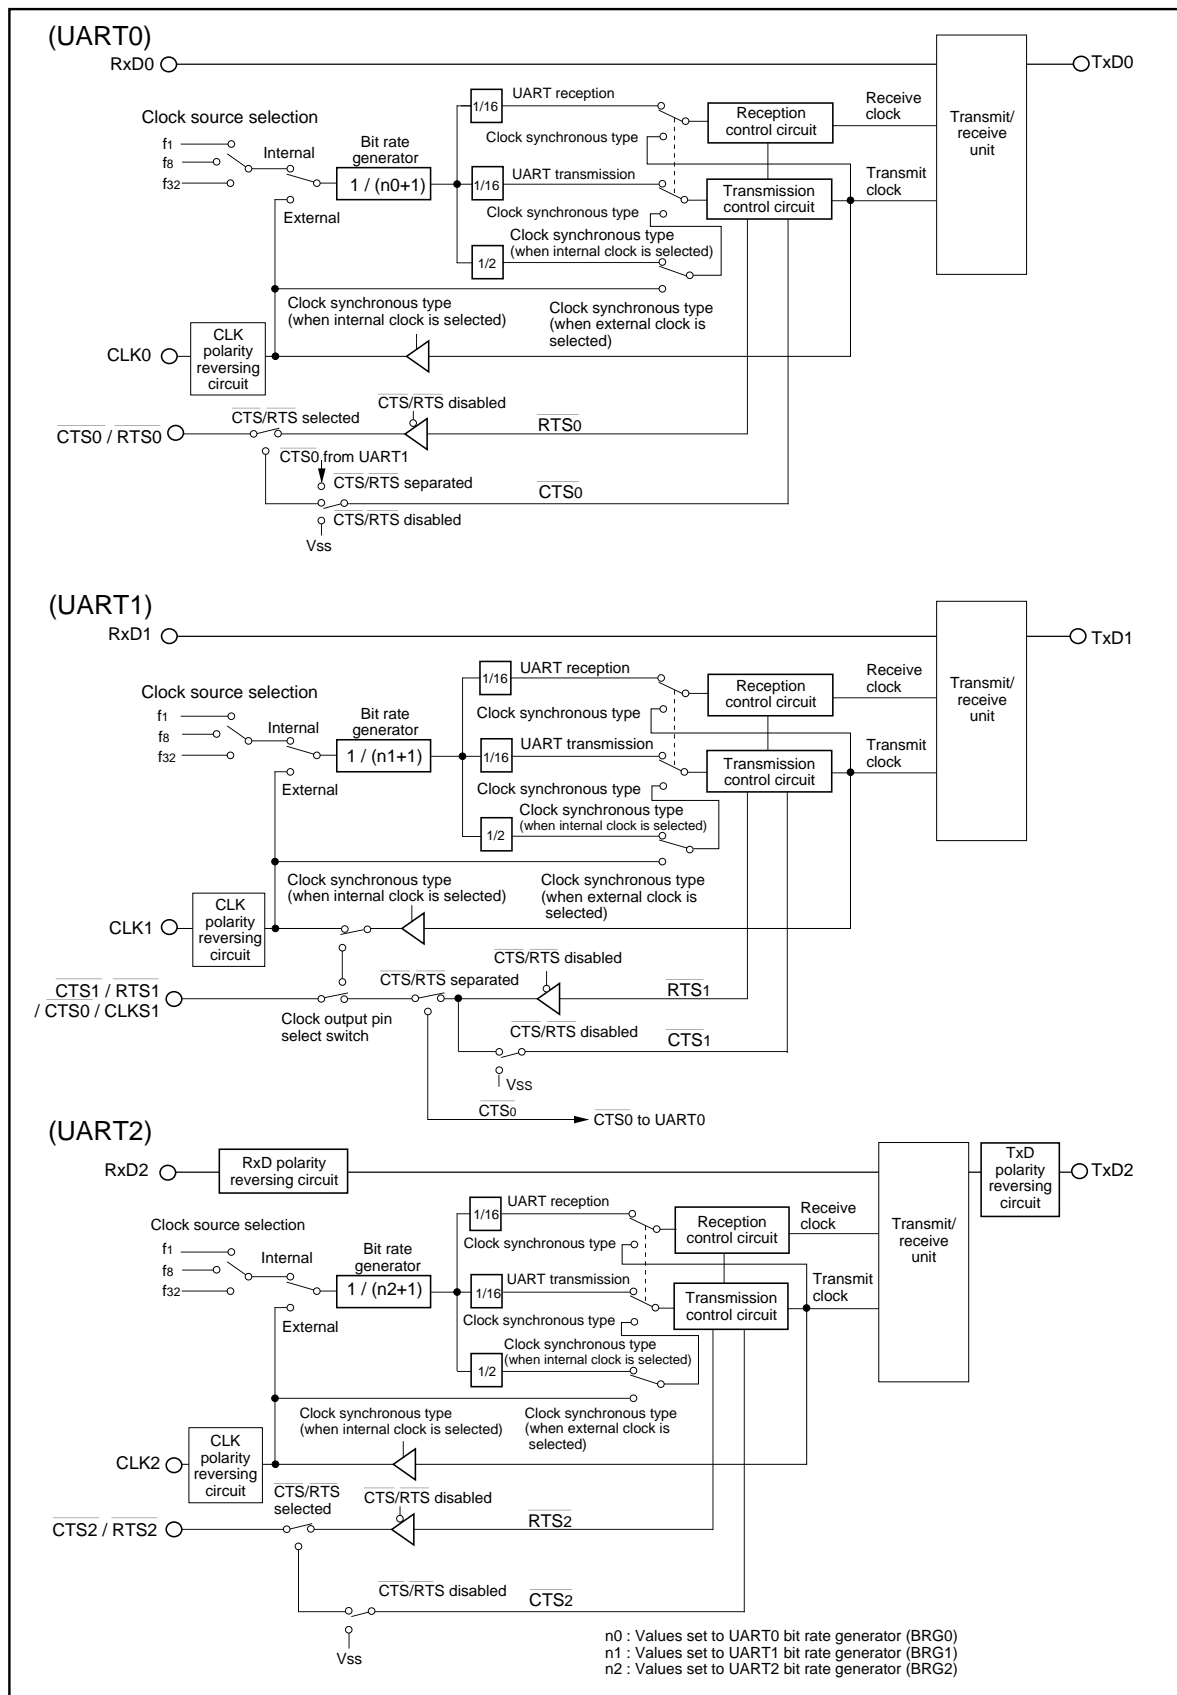 (UART0)
RxD0
TxD0
Clock source selection
f1
f8
f32
Internal
External
Bit rate
generator
1 / (n0+1)
1/16
UART reception
Clock synchronous type
1/16
UART transmission
Clock synchronous type
1/2
Clock synchronous type
(when internal clock is selected)
Reception
control circuit
Transmission
control circuit
Receive
clock
Transmit
clock
Transmit/
receive
unit
Clock synchronous type
(when internal clock is selected)
Clock synchronous type
(when external clock is
selected)
CLK0
CLK
polarity
reversing
circuit
CTS0 / RTS0
CTS/RTS selected
CTS/RTS disabled
RTS0
CTS0 from UART1
CTS/RTS separated
CTS0
CTS/RTS disabled
Vss
(UART1)
RxD1
TxD1
Clock source selection
f1
f8
f32
Internal
External
Bit rate
generator
1 / (n1+1)
1/16
UART reception
Clock synchronous type
1/16
UART transmission
Clock synchronous type
1/2
Clock synchronous type
(when internal clock is selected)
Reception
control circuit
Transmission
control circuit
Receive
clock
Transmit
clock
Transmit/
receive
unit
Clock synchronous type
(when internal clock is selected)
Clock synchronous type
(when external clock is
selected)
CLK1
CLK
polarity
reversing
circuit
CTS1 / RTS1
/ CTS0 / CLKS1
Clock output pin
select switch
CTS/RTS separated
CTS/RTS disabled
RTS1
CTS/RTS disabled
CTS1
VSS
CTS0
CTS0 to UART0
(UART2)
RxD2
RxD polarity
reversing circuit
TxD
polarity
reversing
circuit
TxD2
Clock source selection
f1
f8
f32
Internal
External
Bit rate
generator
1 / (n2+1)
1/16
UART reception
Clock synchronous type
1/16
UART transmission
Clock synchronous type
1/2
Clock synchronous type
(when internal clock is selected)
Reception
control circuit
Transmission
control circuit
Receive
clock
Transmit
clock
Transmit/
receive
unit
Clock synchronous type
(when internal clock is selected)
Clock synchronous type
(when external clock is
selected)
CLK2
CLK
polarity
reversing
circuit
CTS2 / RTS2
CTS/RTS
selected
CTS/RTS disabled
RTS2
CTS/RTS disabled
CTS2
Vss
n0 : Values set to UART0 bit rate generator (BRG0)
n1 : Values set to UART1 bit rate generator (BRG1)
n2 : Values set to UART2 bit rate generator (BRG2)